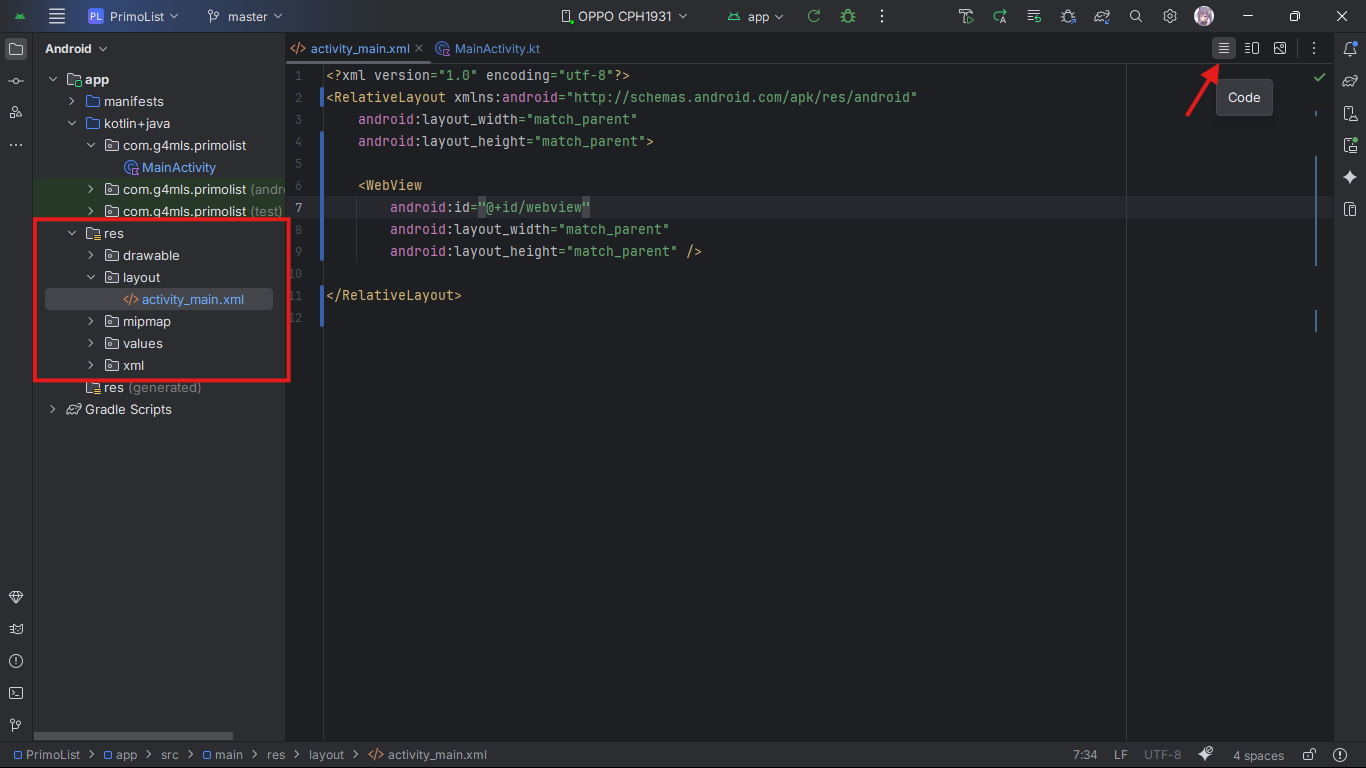 PL PrimoList master OPPO CPH1931 app
Android
activity_main.xml MainActivity.kt
app
manifests
kotlin+java
com.g4mls.primolist
MainActivity
com.g4mls.primolist (andr
com.g4mls.primolist (test)
res
drawable
layout
activity_main.xml
mipmap
values
xml
res (generated)
Gradle Scripts
Code
1 <?xml version="1.0" encoding="utf-8"?>
2 <RelativeLayout xmlns:android="http://schemas.android.com/apk/res/android"
3 android:layout_width="match_parent"
4 android:layout_height="match_parent">
5
6 <WebView
7 android:id="@+id/webview"
8 android:layout_width="match_parent"
9 android:layout_height="match_parent" />
10
11 </RelativeLayout>
12
PrimoList > app > src > main > res > layout > activity_main.xml 7:34 LF UTF-8 4 spaces